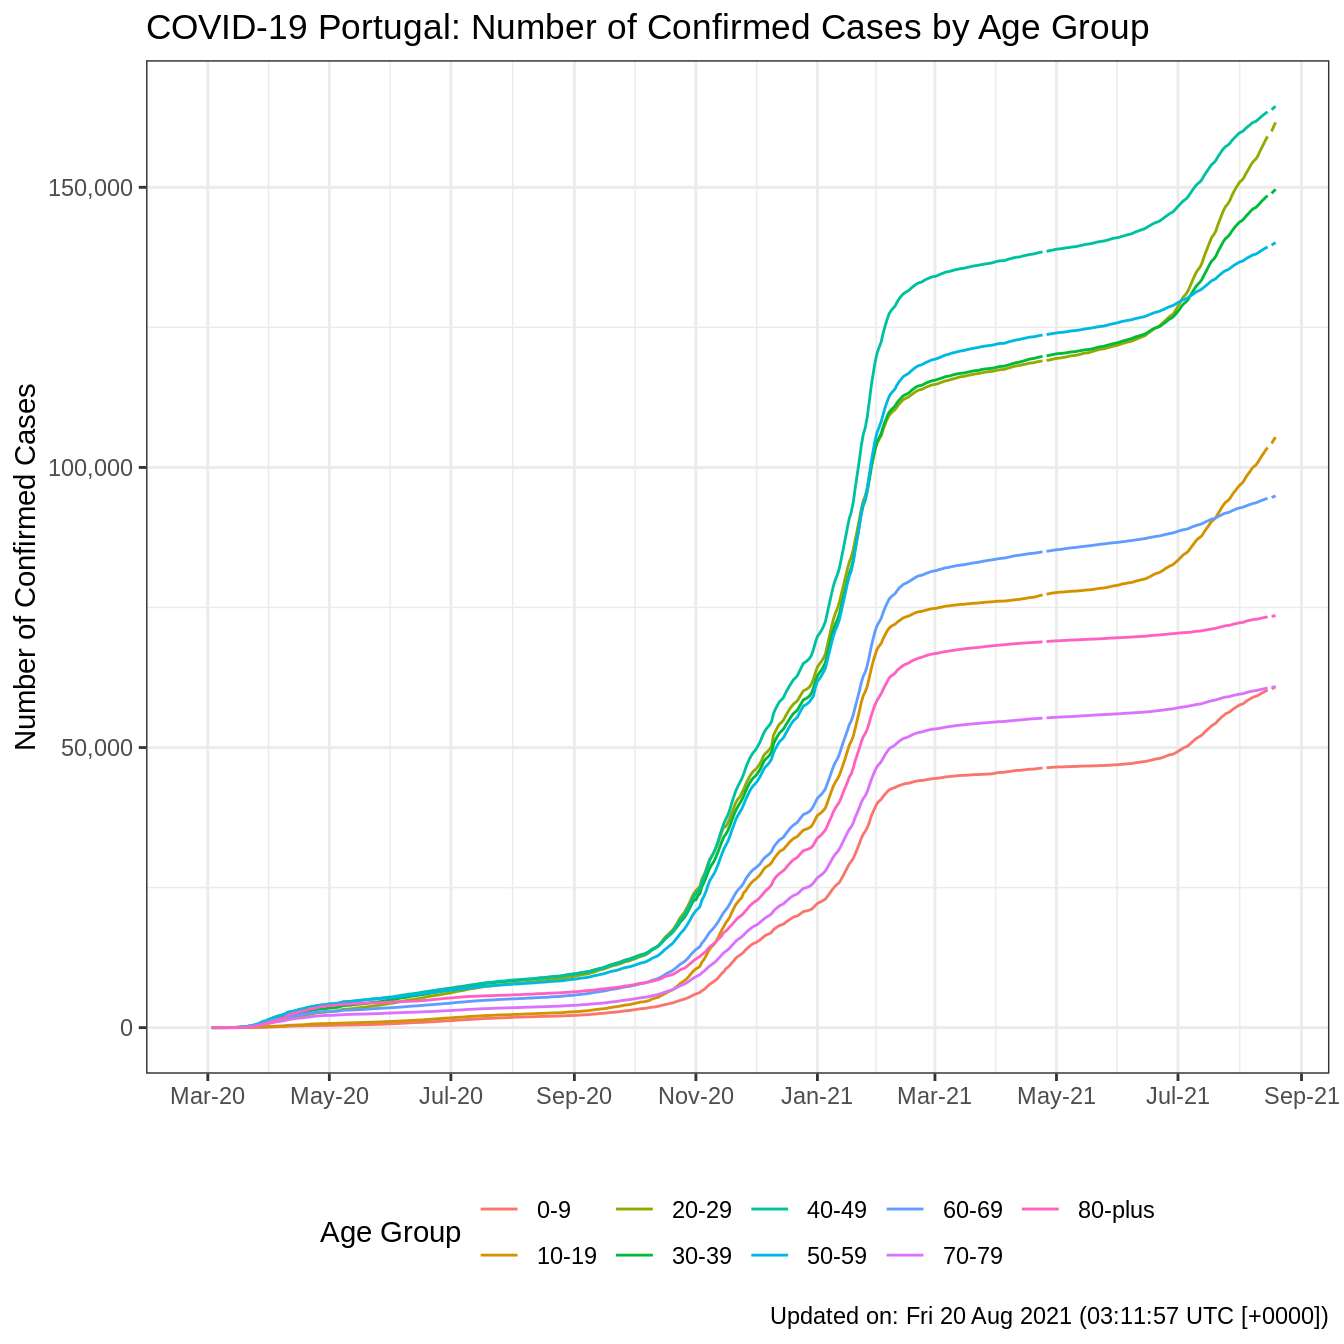 COVID-19 Portugal: Number of Confirmed Cases by Age Group
Number of Confirmed Cases
150,000
100,000
50,000
0
Mar-20 May-20 Jul-20 Sep-20 Nov-20 Jan-21 Mar-21 May-21 Jul-21 Sep-21
Age Group
0-9 20-29 40-49 60-69 80-plus
10-19 30-39 50-59 70-79
Updated on: Fri 20 Aug 2021 (03:11:57 UTC [+0000])